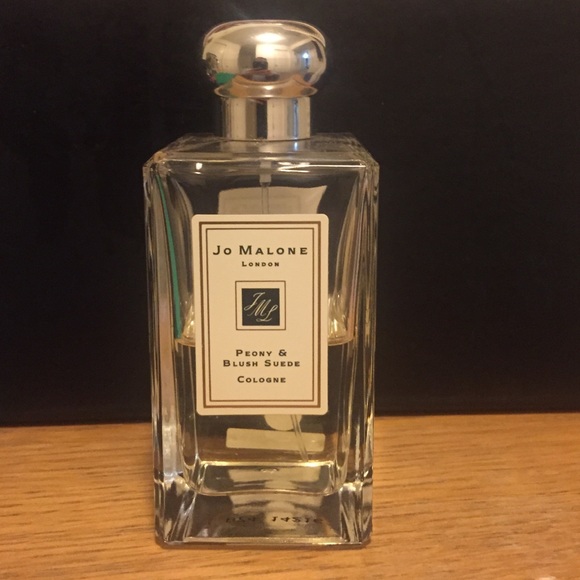 Jo Malone
London
JML
Peony &
Blush Suede
Cologne